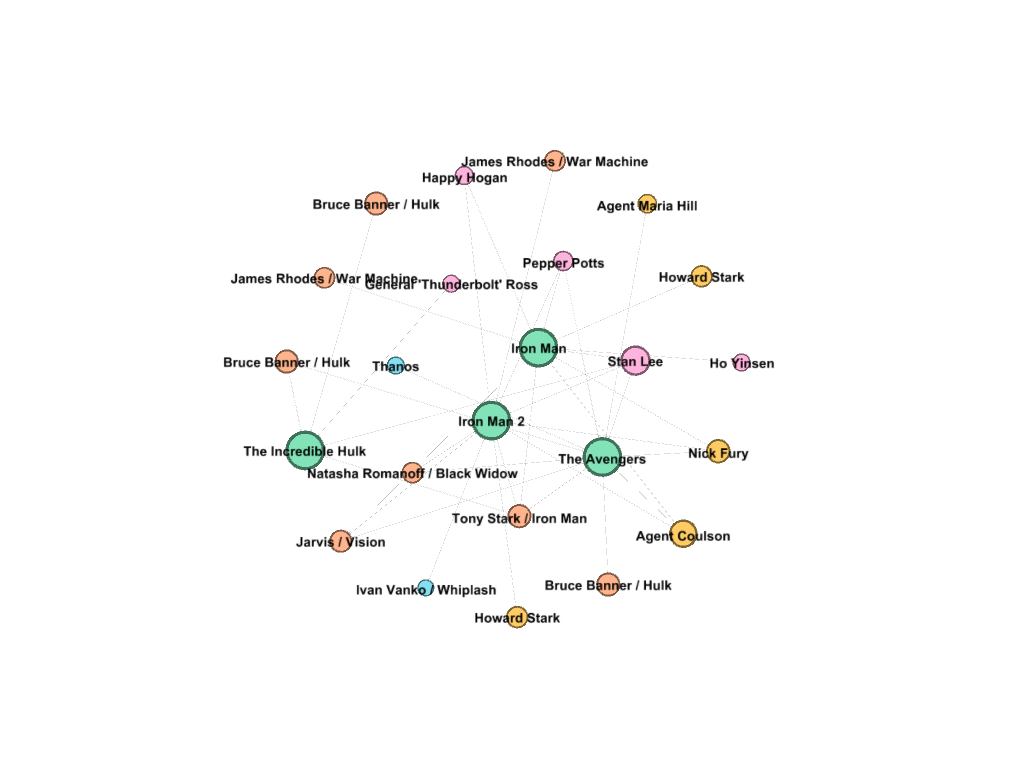 James Rhodes / War Machine
Happy Hogan
Bruce Banner / Hulk
Agent Maria Hill
Pepper Potts
James Rhodes / War Machine
General 'Thunderbolt' Ross
Howard Stark
Iron Man
Stan Lee
Ho Yinsen
Bruce Banner / Hulk
Thanos
Iron Man 2
The Incredible Hulk
Nick Fury
The Avengers
Natasha Romanoff / Black Widow
Tony Stark / Iron Man
Agent Coulson
Jarvis / Vision
Bruce Banner / Hulk
Ivan Vanko / Whiplash
Howard Stark